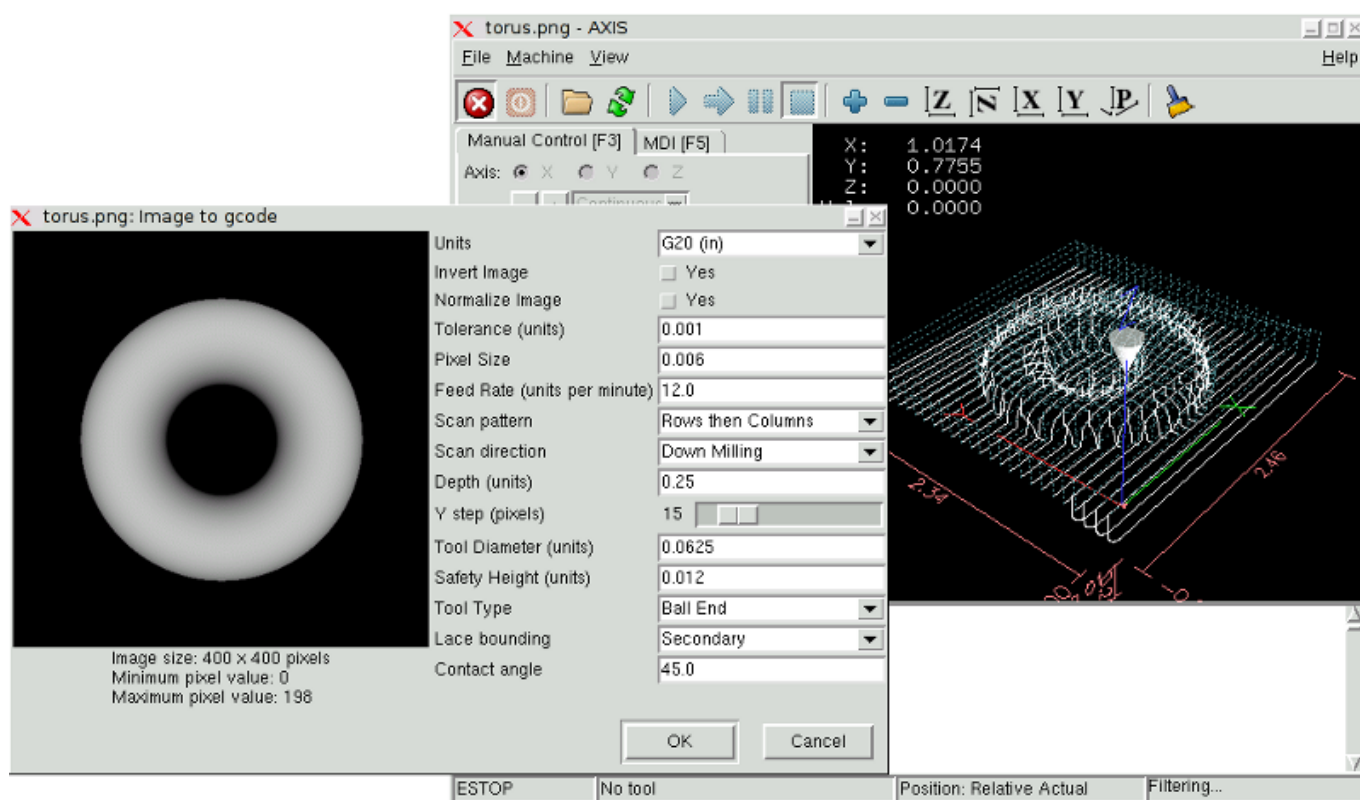 torus.png - AXIS
File Machine View Help
Z N X Y P
Manual Control [F3] MDI [F5]
Axis: X Y Z
Continuous
X: 1.0174
Y: 0.7755
Z: 0.0000
0.0000
torus.png: Image to gcode
Units G20 (in)
Invert Image Yes
Normalize Image Yes
Tolerance (units) 0.001
Pixel Size 0.006
Feed Rate (units per minute) 12.0
Scan pattern Rows then Columns
Scan direction Down Milling
Depth (units) 0.25
Y step (pixels) 15
Tool Diameter (units) 0.0625
Safety Height (units) 0.012
Tool Type Ball End
Lace bounding Secondary
Contact angle 45.0
Image size: 400 x 400 pixels
Minimum pixel value: 0
Maximum pixel value: 198
OK Cancel
2.34
2.46
ESTOP No tool Position: Relative Actual Filtering...